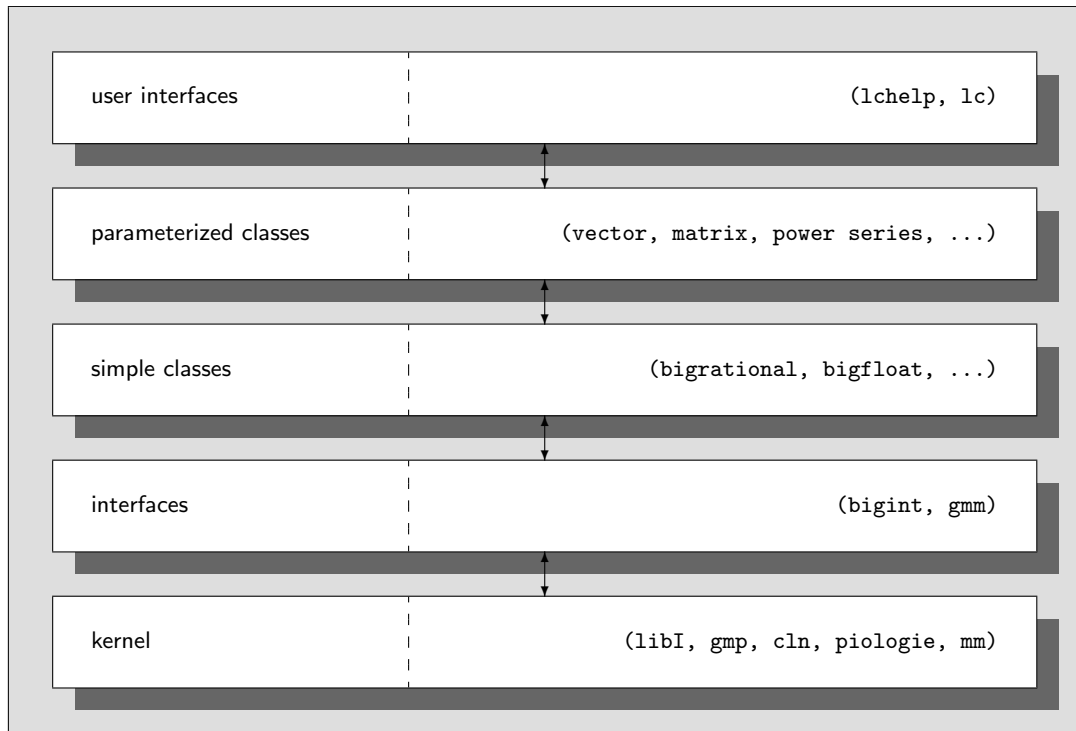 user interfaces (lchelp, lc)
parameterized classes (vector, matrix, power series, ...)
simple classes (bigrational, bigfloat, ...)
interfaces (bigint, gmm)
kernel (libI, gmp, cln, piologie, mm)